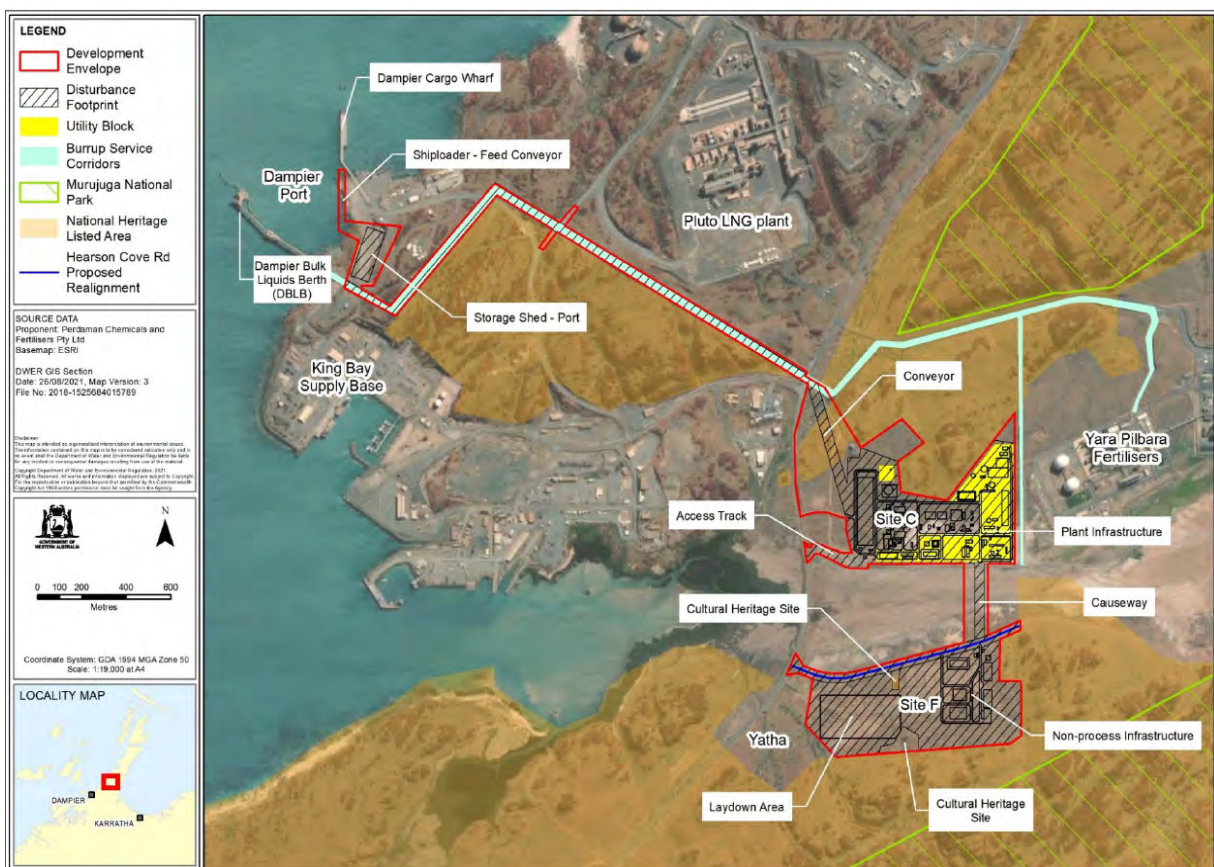 LEGEND
Development
Envelope
Disturbance
Footprint
Utility Block
Burrup Service
Corridors
Murujuga National
Park
National Heritage
Listed Area
Hearson Cove Rd
Proposed
Realignment
SOURCE DATA
Proponent: Perdaman Chemicals and
Fertilisers Pty Ltd
Basemap: ESRI
DWER GIS Section
Date: 26/08/2021, Map Version: 3
File No: 2018-1525684015789
GOVERNMENT OF
WESTERN AUSTRALIA
N
0 100 200 400 600
Metres
Coordinate System: GDA 1994 MGA Zone 50
Scale: 1:19,000 at A4
LOCALITY MAP
DAMPIER
KARRATHA
Dampier Cargo Wharf
Shiploader - Feed Conveyor
Dampier
Port
Pluto LNG plant
Dampier Bulk
Liquids Berth
(DBLB)
Storage Shed - Port
King Bay
Supply Base
Conveyor
Yara Pilbara
Fertilisers
Access Track
Site C
Plant Infrastructure
Cultural Heritage Site
Causeway
Site F
Yatha
Non-process Infrastructure
Laydown Area
Cultural Heritage
Site